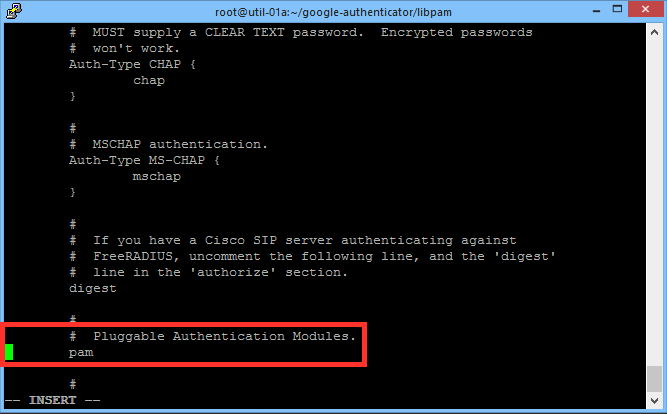 root@util-01a:~/google-authenticator/libpam
#  MUST supply a CLEAR TEXT password.  Encrypted passwords
#  won't work.
Auth-Type CHAP {
chap
}
#
#  MSCHAP authentication.
Auth-Type MS-CHAP {
mschap
}
#
#  If you have a Cisco SIP server authenticating against
#  FreeRADIUS, uncomment the following line, and the 'digest'
#  line in the 'authorize' section.
digest
#
#  Pluggable Authentication Modules.
pam
#
-- INSERT --